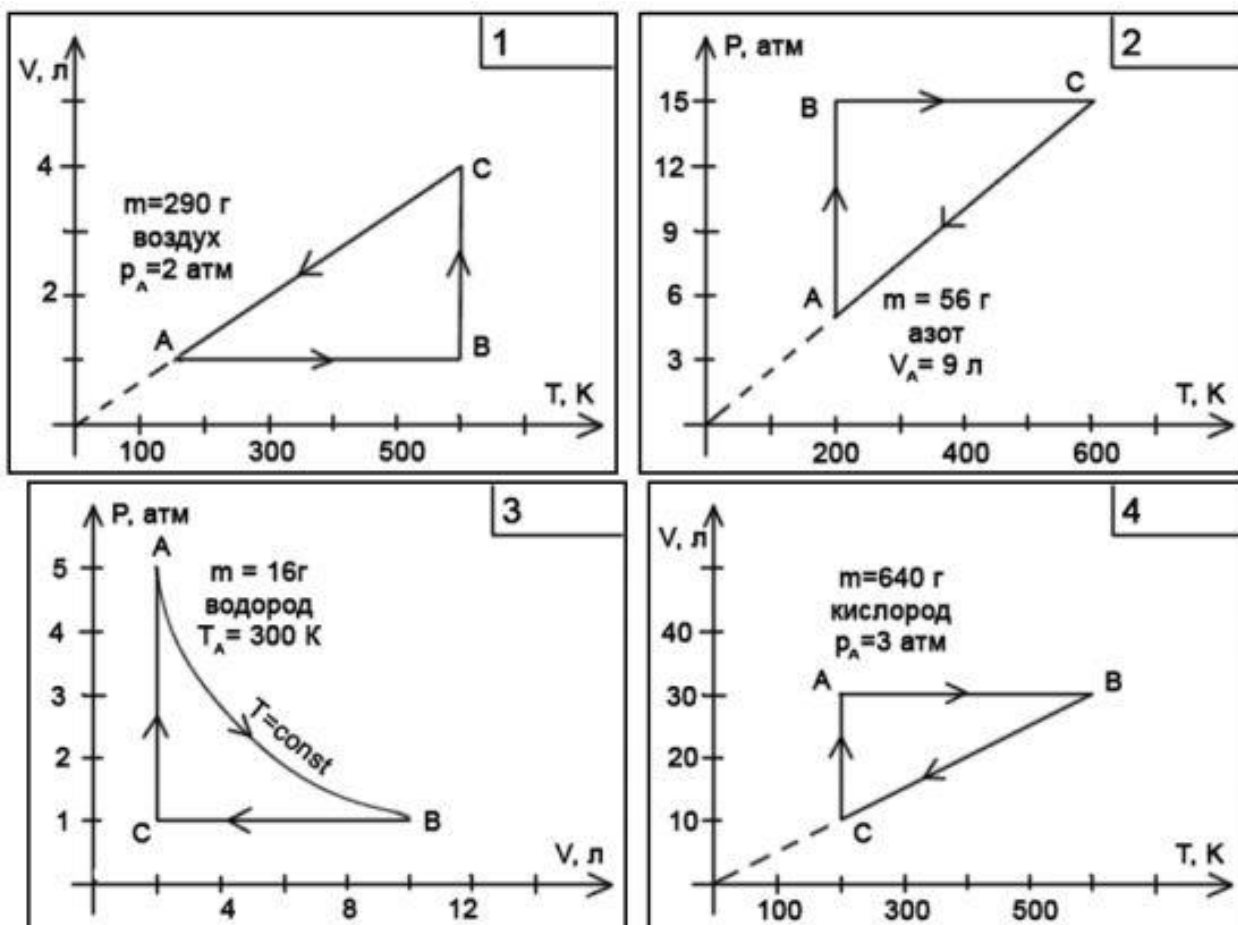 1
V, л
4
2
m=290 г
воздух
pA=2 атм
A
B
C
T, K
100
300
500
2
P, атм
15
12
9
6
3
B
C
A
m = 56 г
азот
VA= 9 л
T, K
200
400
600
3
P, атм
5
4
3
2
1
A
m = 16г
водород
TA= 300 К
T=const
C
B
V, л
4
8
12
4
V, л
40
30
20
10
m=640 г
кислород
pA=3 атм
A
B
C
T, K
100
300
500